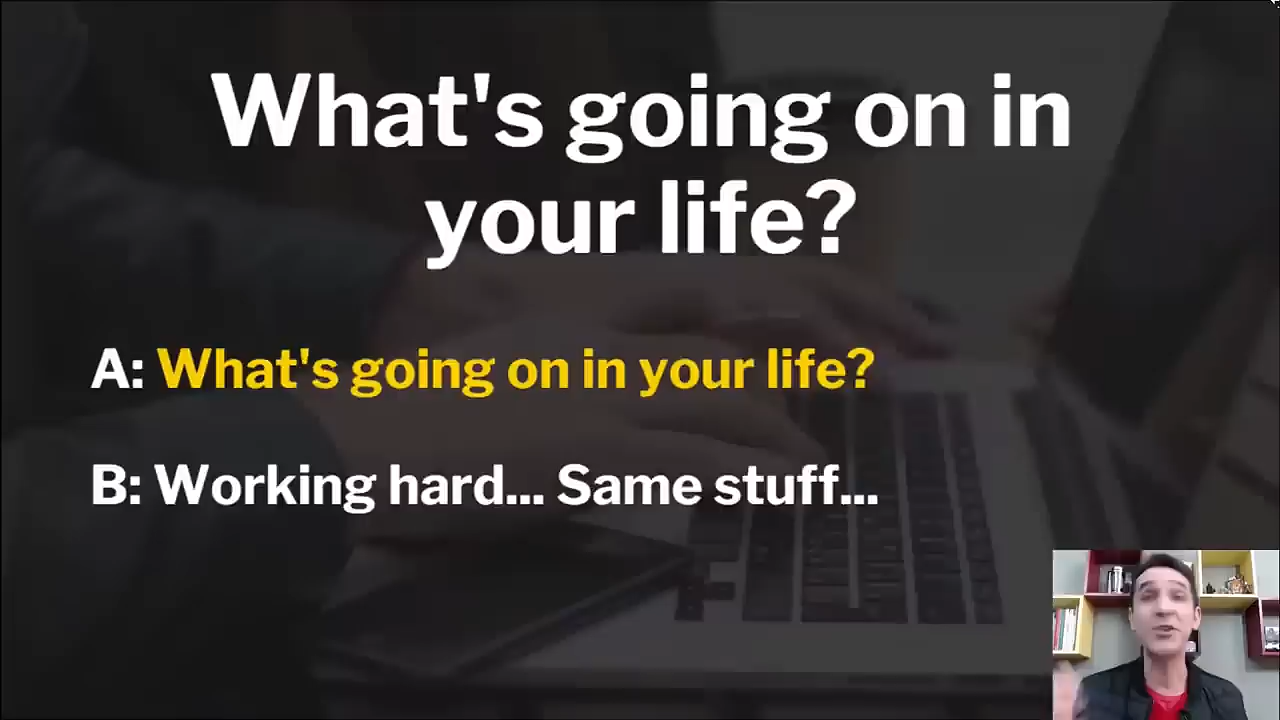 What's going on in
your life?
A: What's going on in your life?
B: Working hard... Same stuff...